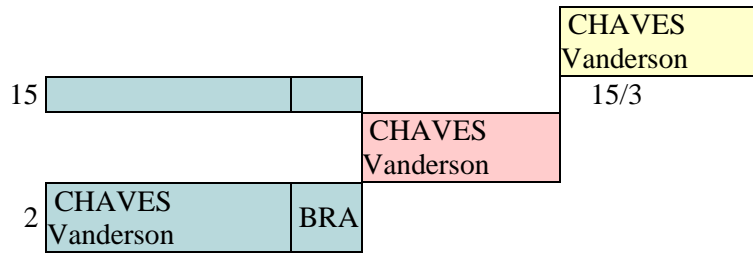 CHAVES
Vanderson
15
15/3
CHAVES
Vanderson
2
CHAVES
Vanderson
BRA